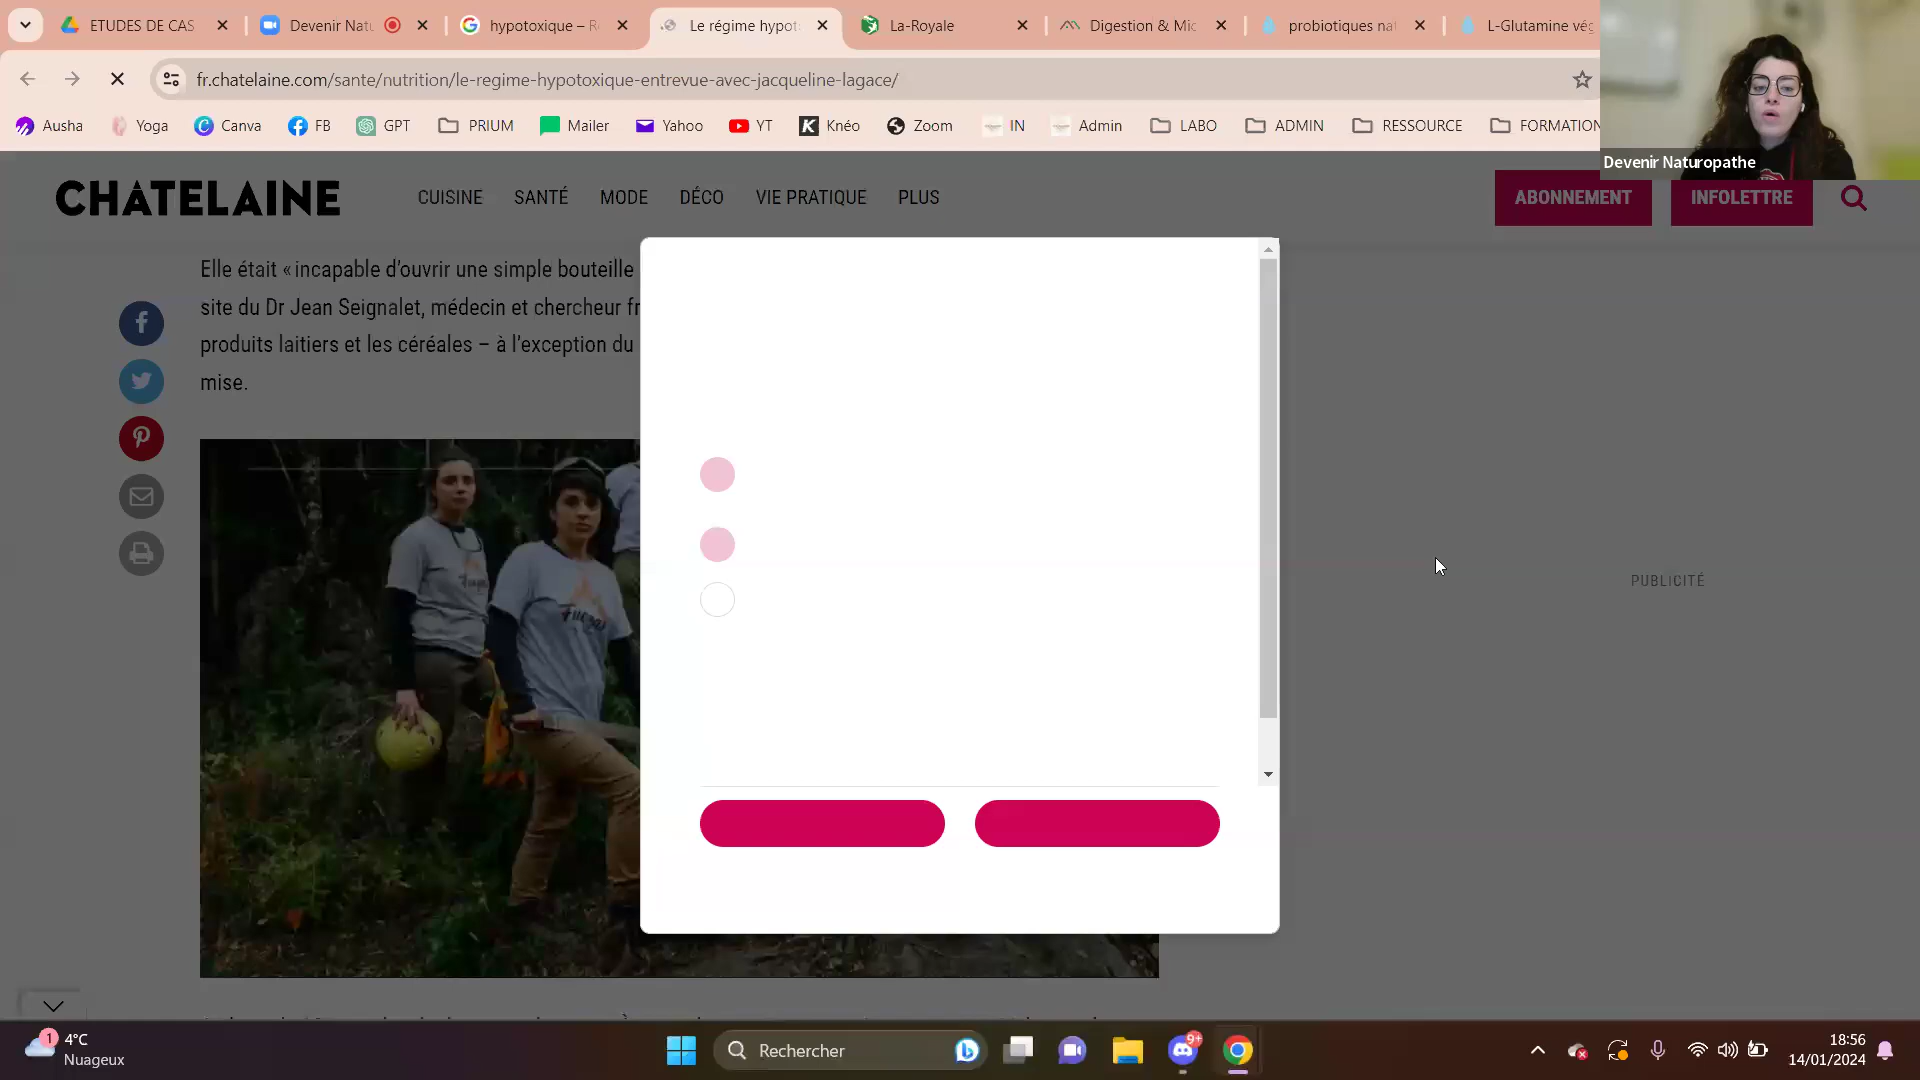 ETUDES DE CAS
Devenir Natu
hypotoxique – R
Le régime hypot
La-Royale
Digestion & Mic
probiotiques nat
L-Glutamine vég
fr.chatelaine.com/sante/nutrition/le-regime-hypotoxique-entrevue-avec-jacqueline-lagace/
Ausha
Yoga
Canva
FB
GPT
PRIUM
Mailer
Yahoo
YT
Knéo
Zoom
IN
Admin
LABO
ADMIN
RESSOURCE
FORMATION
Devenir Naturopathe
CHATELAINE
CUISINE
SANTÉ
MODE
DÉCO
VIE PRATIQUE
PLUS
ABONNEMENT
INFOLETTRE
Elle était « incapable d'ouvrir une simple bouteille
site du Dr Jean Seignalet, médecin et chercheur fr
produits laitiers et les céréales – à l'exception du
mise.
PUBLICITÉ
1
4°C
Nuageux
Rechercher
9+
18:56
14/01/2024